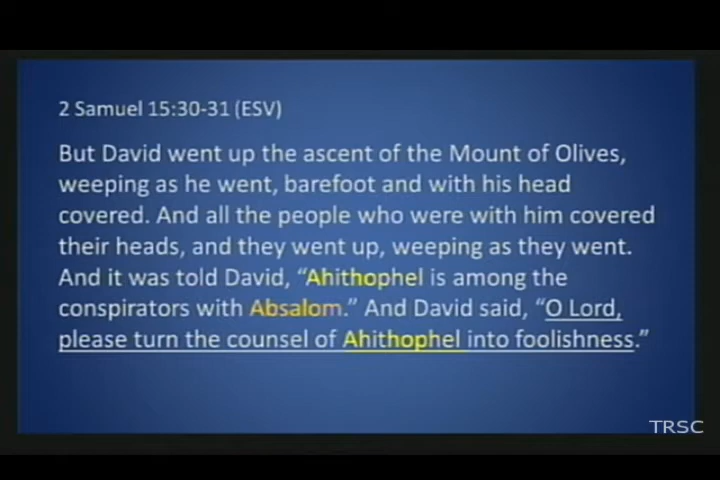 2 Samuel 15:30-31 (ESV)
But David went up the ascent of the Mount of Olives,
weeping as he went, barefoot and with his head
covered. And all the people who were with him covered
their heads, and they went up, weeping as they went.
And it was told David, “Ahithophel is among the
conspirators with Absalom.” And David said, “O Lord,
please turn the counsel of Ahithophel into foolishness.”
TRSC